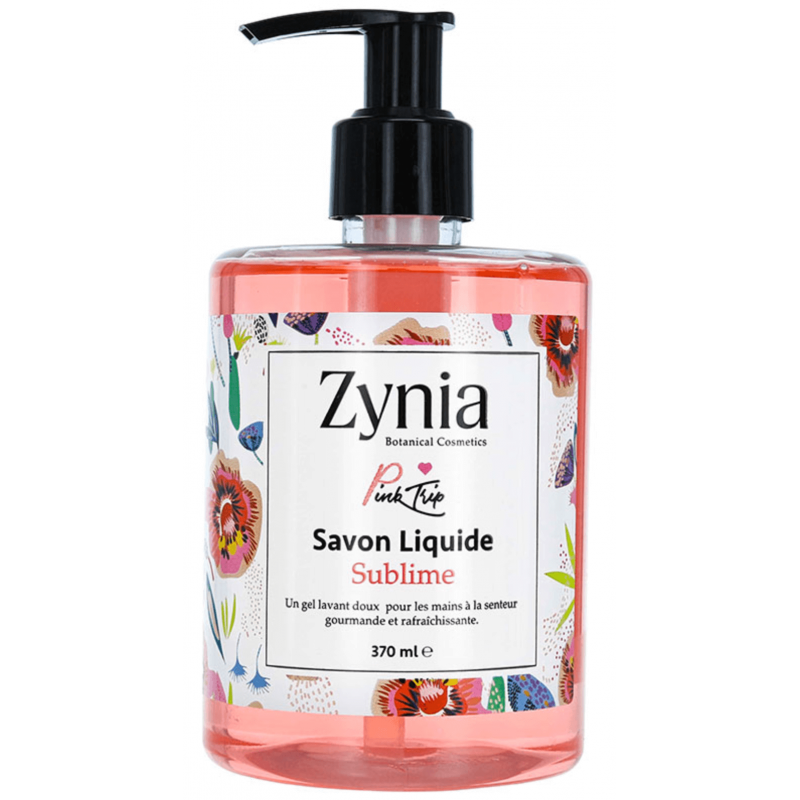 Zynia
Botanical Cosmetics
Pink Trip
Savon Liquide
Sublime
Un gel lavant doux pour les mains à la senteur
gourmande et rafraîchissante.
370 ml ℮